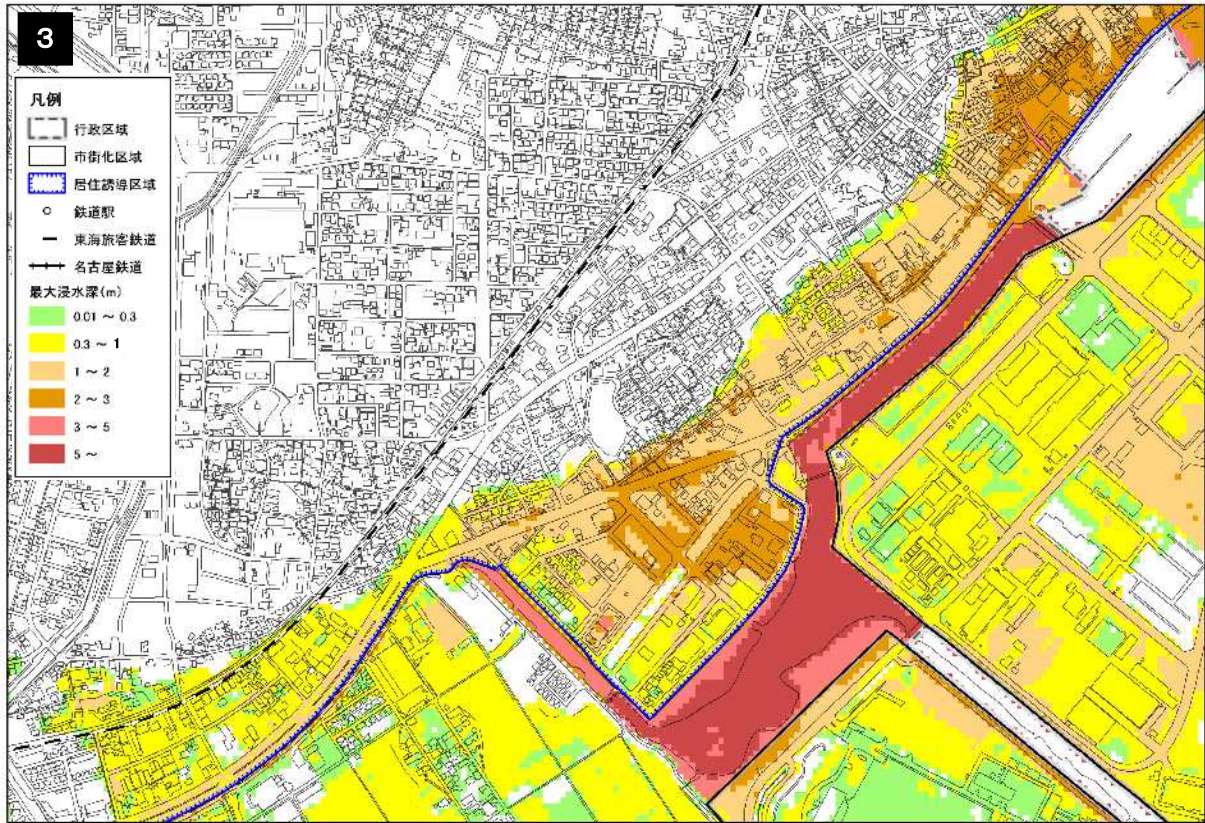 3
凡例
行政区域
市街化区域
居住誘導区域
鉄道駅
東海旅客鉄道
名古屋鉄道
最大浸水深(m)
0.01 ～ 0.3
0.3 ～ 1
1 ～ 2
2 ～ 3
3 ～ 5
5 ～